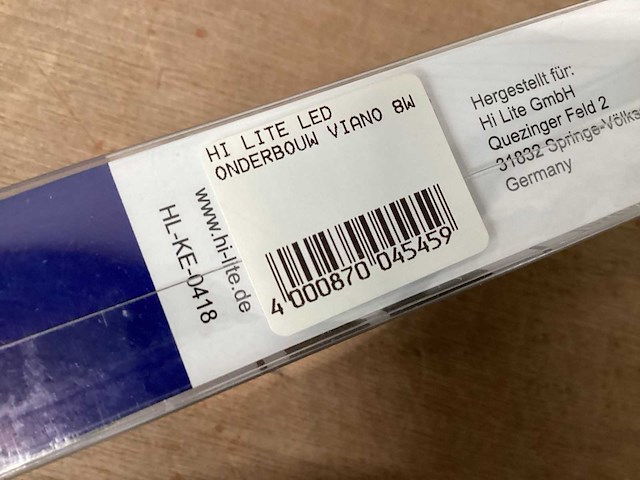 HI LITE LED
ONDERBOUW VIANO 8W
4 000870 045459
www.hi-lite.de
HL-KE-0418
Hergestellt für:
Hi Lite GmbH
Quezinger Feld 2
31832 Springe-Völks
Germany